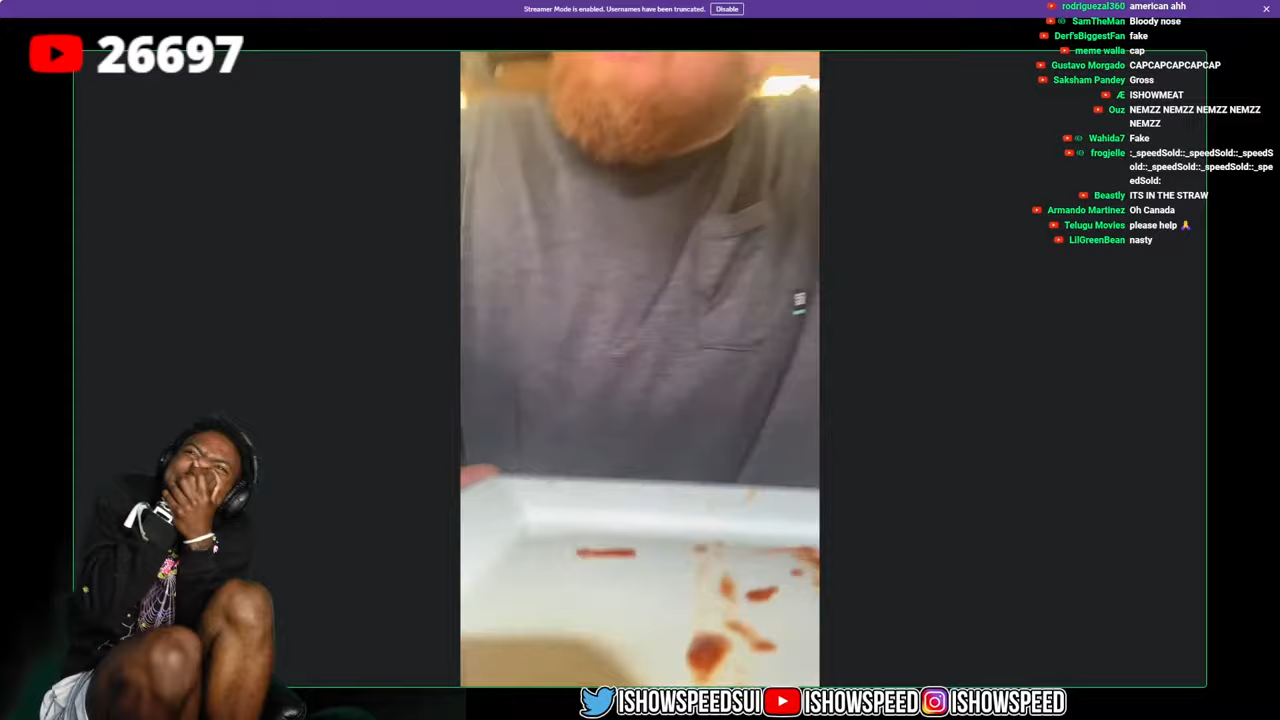 Streamer Mode is enabled. Usernames have been truncated. Disable
26697
rodriguezal360 american ahh
SamTheMan Bloody nose
Derf'sBiggestFan fake
meme walla cap
Gustavo Morgado CAPCAPCAPCAPCAP
Saksham Pandey Gross
Æ ISHOWMEAT
Ouz NEMZZ NEMZZ NEMZZ NEMZZ
NEMZZ
Wahida7 Fake
frogjelle :_speedSold::_speedSold::_speedS
old::_speedSold::_speedSold::_spe
edSold:
Beastly ITS IN THE STRAW
Armando Martinez Oh Canada
Telugu Movies please help 🙏
LilGreenBean nasty
ISHOWSPEEDSUI ISHOWSPEED ISHOWSPEED